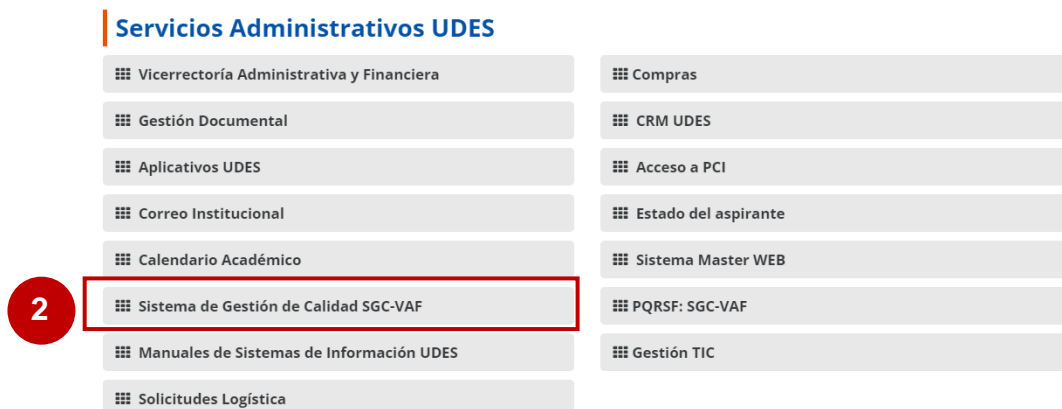 Servicios Administrativos UDES
Vicerrectoría Administrativa y Financiera
Compras
Gestión Documental
CRM UDES
Aplicativos UDES
Acceso a PCI
Correo Institucional
Estado del aspirante
Calendario Académico
Sistema Master WEB
2
Sistema de Gestión de Calidad SGC-VAF
PQRSF: SGC-VAF
Manuales de Sistemas de Información UDES
Gestión TIC
Solicitudes Logística